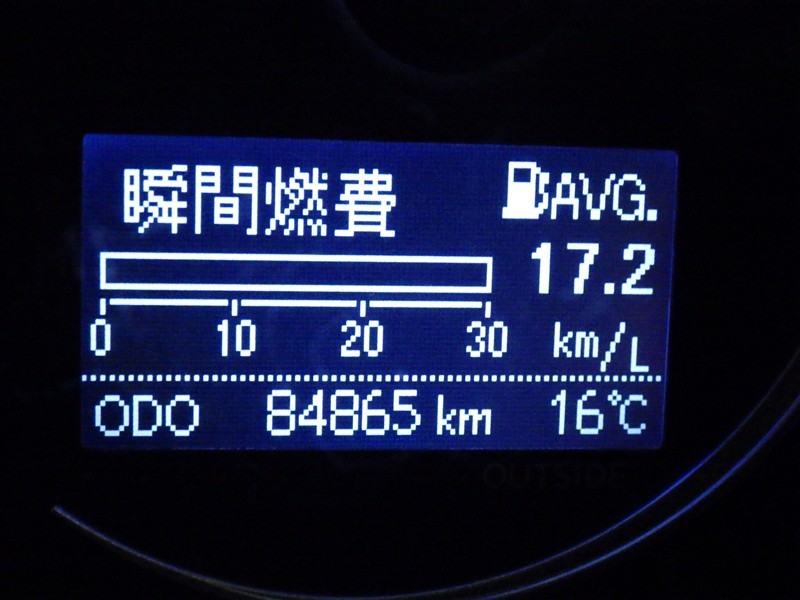 瞬間燃費
AVG.
17.2
0 10 20 30 km/L
ODO 84865 km 16℃
OUTSIDE